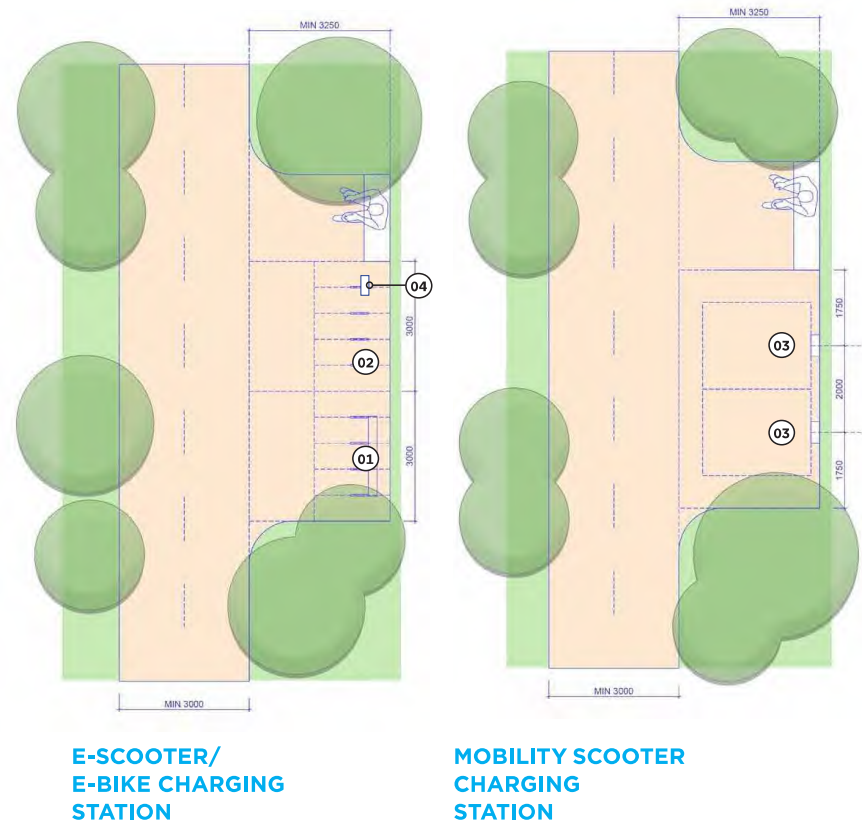 MIN 3250
04
3000
02
3000
01
MIN 3000
E-SCOOTER/
E-BIKE CHARGING
STATION
MIN 3250
1750
03
2000
03
1750
MIN 3000
MOBILITY SCOOTER
CHARGING
STATION